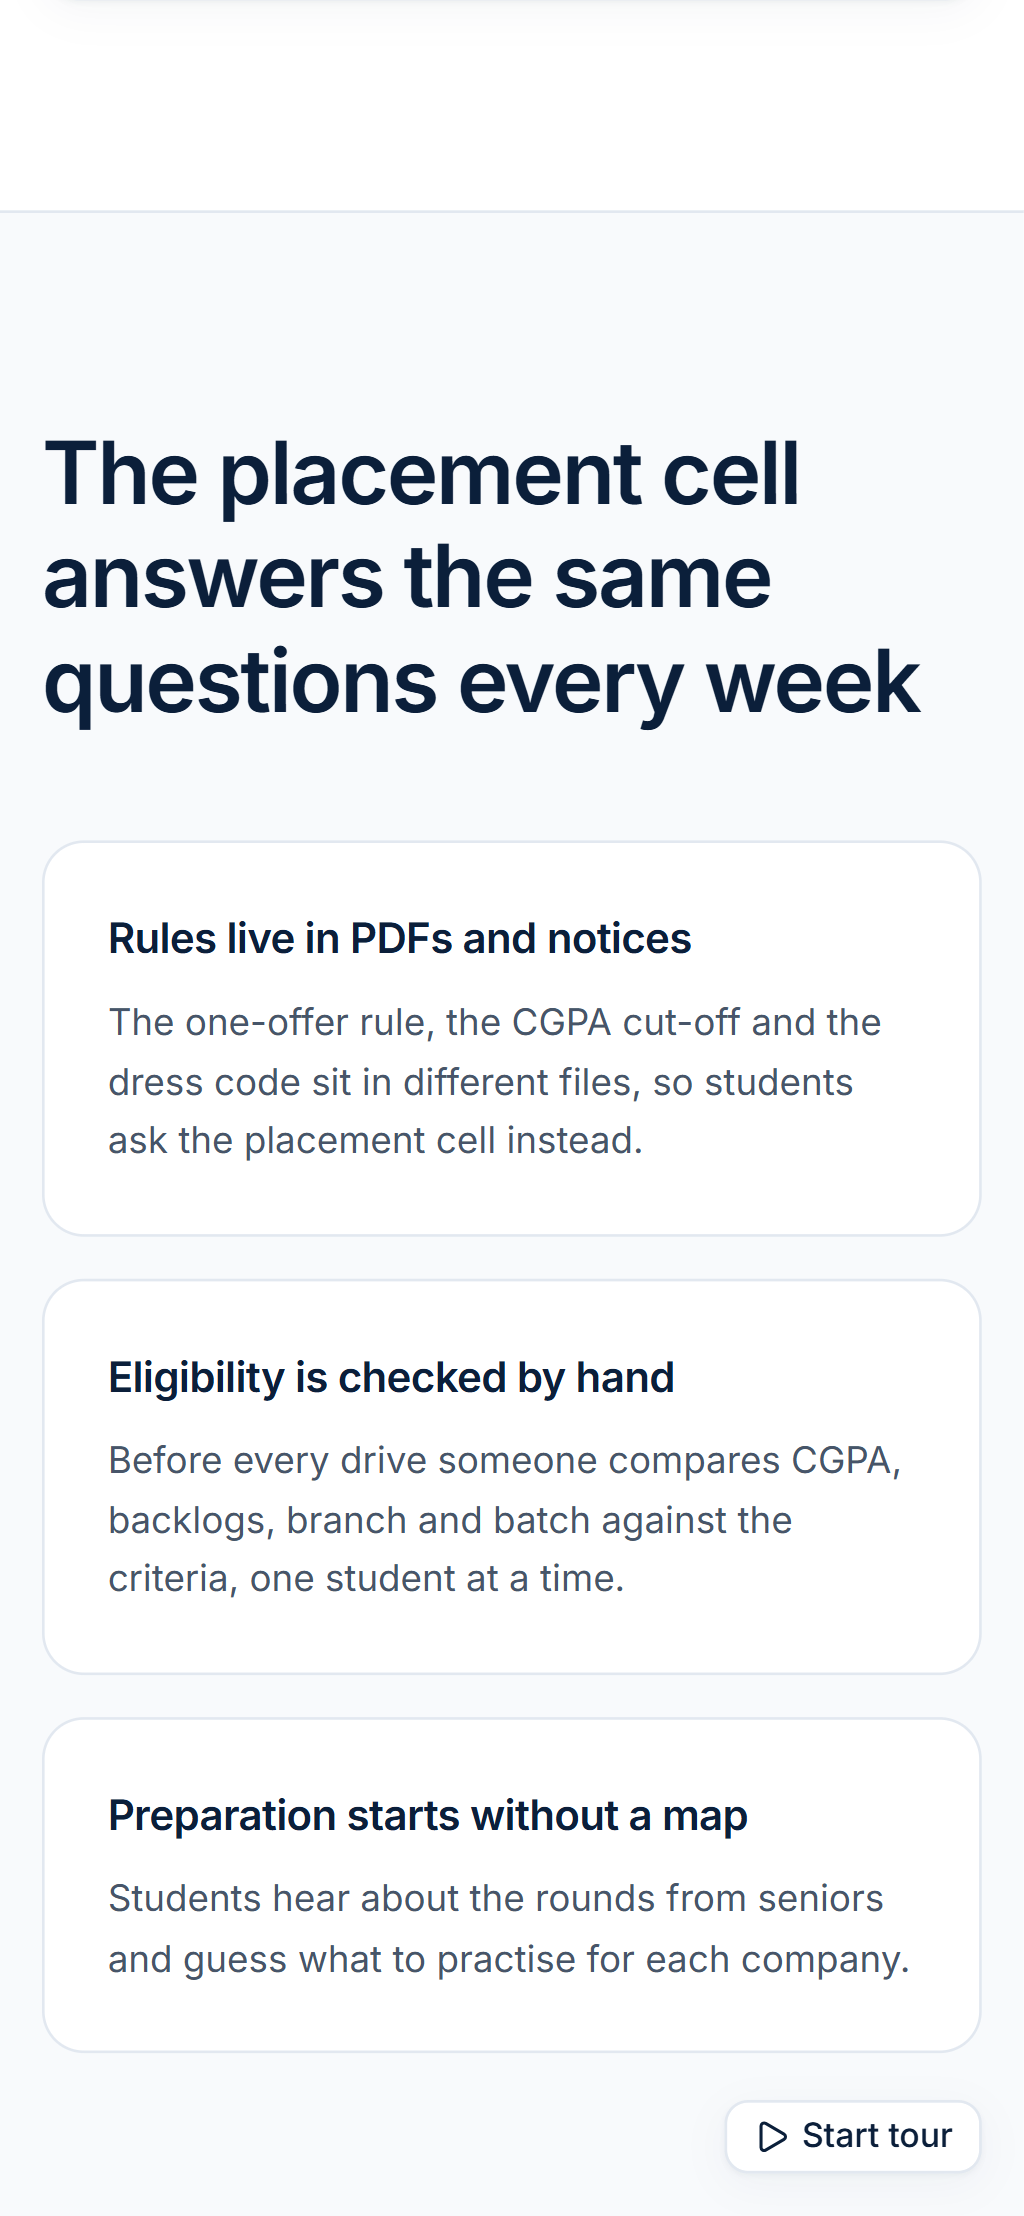 The placement cell
answers the same
questions every week
Rules live in PDFs and notices
The one-offer rule, the CGPA cut-off and the
dress code sit in different files, so students
ask the placement cell instead.
Eligibility is checked by hand
Before every drive someone compares CGPA,
backlogs, branch and batch against the
criteria, one student at a time.
Preparation starts without a map
Students hear about the rounds from seniors
and guess what to practise for each company.
Start tour